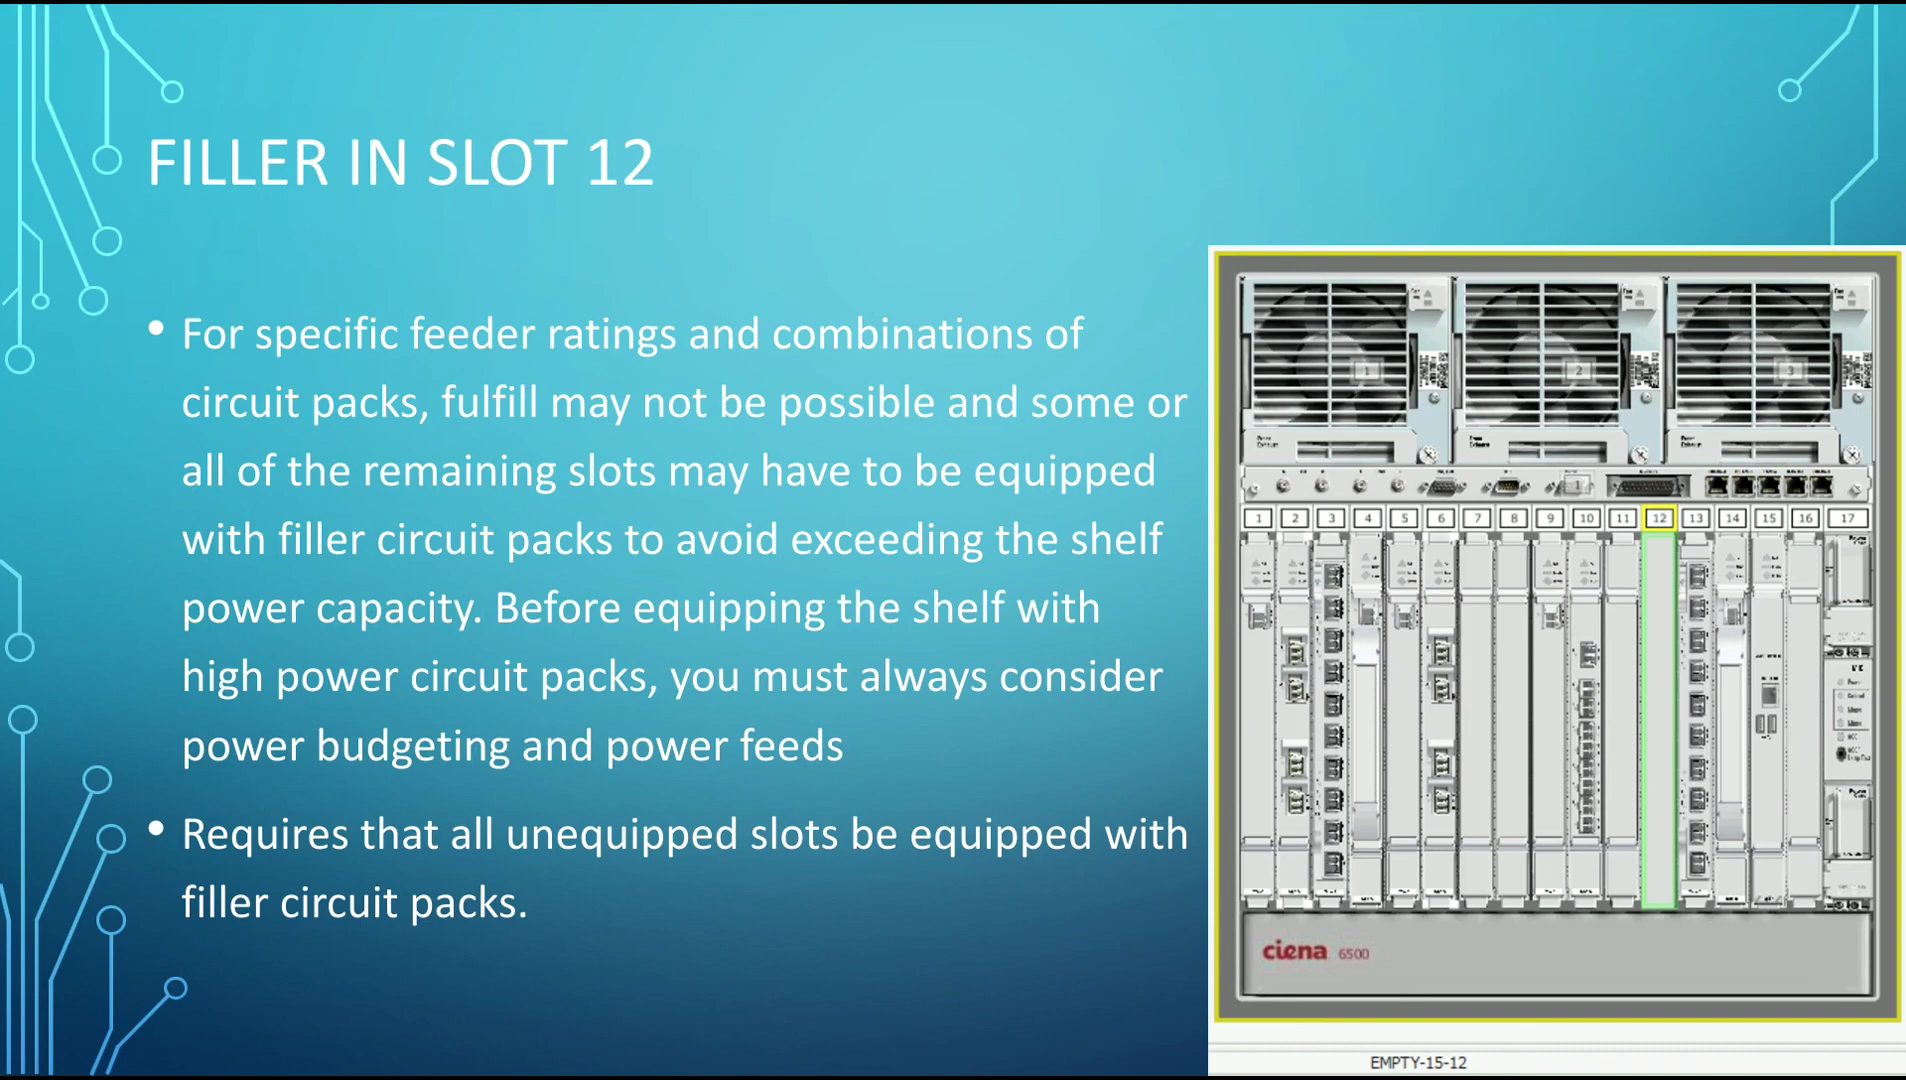 FILLER IN SLOT 12
• For specific feeder ratings and combinations of
circuit packs, fulfill may not be possible and some or
all of the remaining slots may have to be equipped
with filler circuit packs to avoid exceeding the shelf
power capacity. Before equipping the shelf with
high power circuit packs, you must always consider
power budgeting and power feeds
• Requires that all unequipped slots be equipped with
filler circuit packs.
1 2 3
1
1 2 3 4 5 6 7 8 9 10 11 12 13 14 15 16 17
ciena 6500
EMPTY-15-12